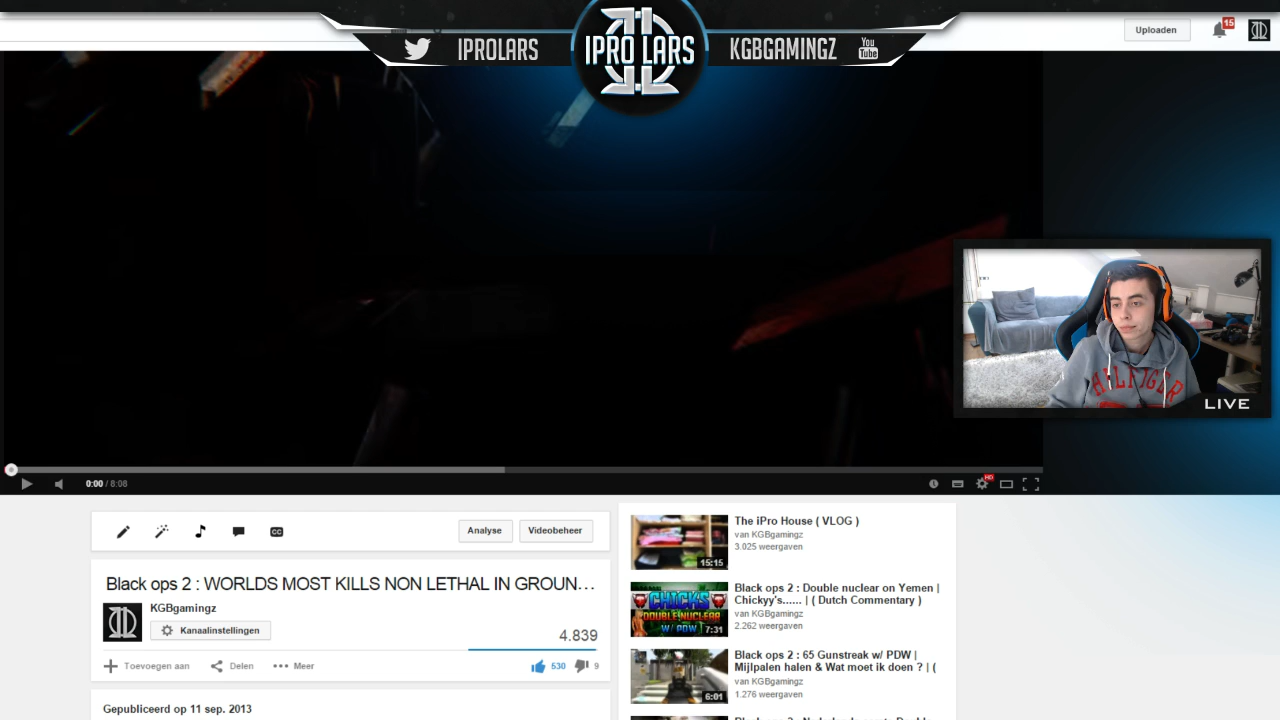 Uploaden
15
IPROLARS
IPRO LARS
KGBGAMINGZ
You
Tube
LIVE
0:00 / 8:08
HD
CC
Analyse
Videobeheer
Black ops 2 : WORLDS MOST KILLS NON LETHAL IN GROUN...
KGBgamingz
Kanaalinstellingen
4.839
Toevoegen aan
Delen
Meer
530
9
Gepubliceerd op 11 sep. 2013
The iPro House ( VLOG )
van KGBgamingz
3.025 weergaven
15:15
Black ops 2 : Double nuclear on Yemen |
Chickyy's...... | ( Dutch Commentary )
van KGBgamingz
2.262 weergaven
CHICKS
DOUBLE NUCLEAR
W/ PDW
7:31
Black ops 2 : 65 Gunstreak w/ PDW |
Mijlpalen halen & Wat moet ik doen ? | (
van KGBgamingz
1.276 weergaven
6:01